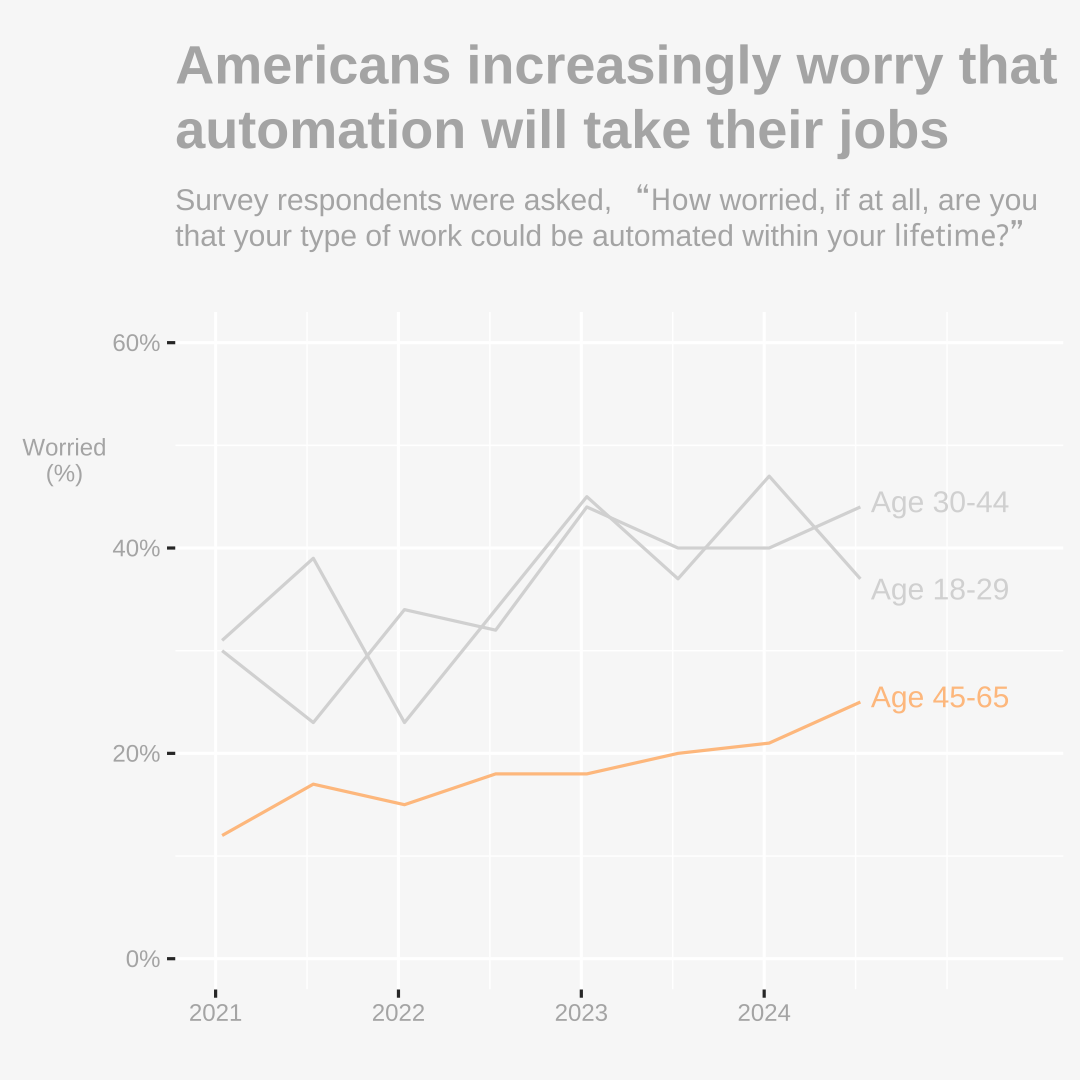 Americans increasingly worry that
automation will take their jobs
Survey respondents were asked, “How worried, if at all, are you
that your type of work could be automated within your lifetime?”
60%
Worried
(%)
Age 30-44
40%
Age 18-29
Age 45-65
20%
0%
2021 2022 2023 2024